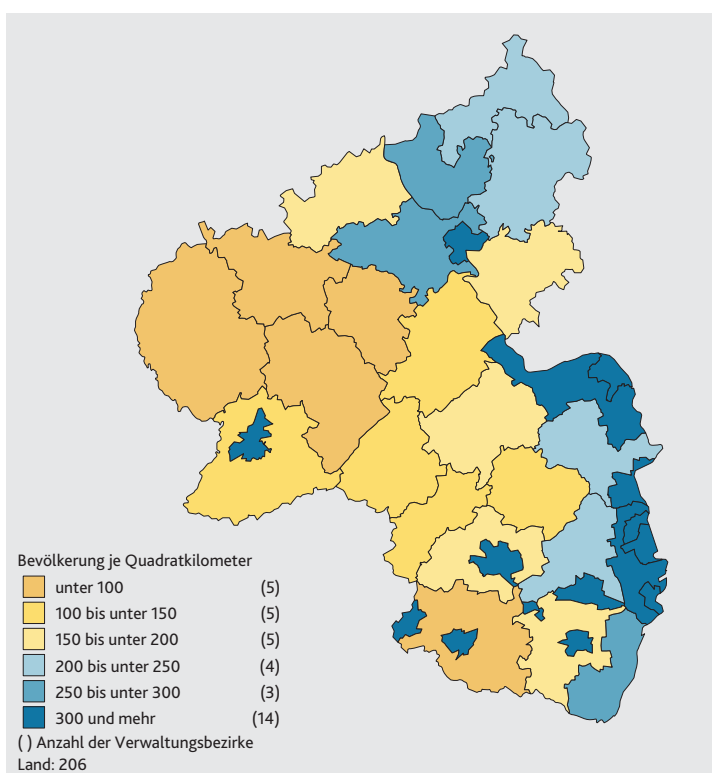 Bevölkerung je Quadratkilometer
unter 100 (5)
100 bis unter 150 (5)
150 bis unter 200 (5)
200 bis unter 250 (4)
250 bis unter 300 (3)
300 und mehr (14)
( ) Anzahl der Verwaltungsbezirke
Land: 206